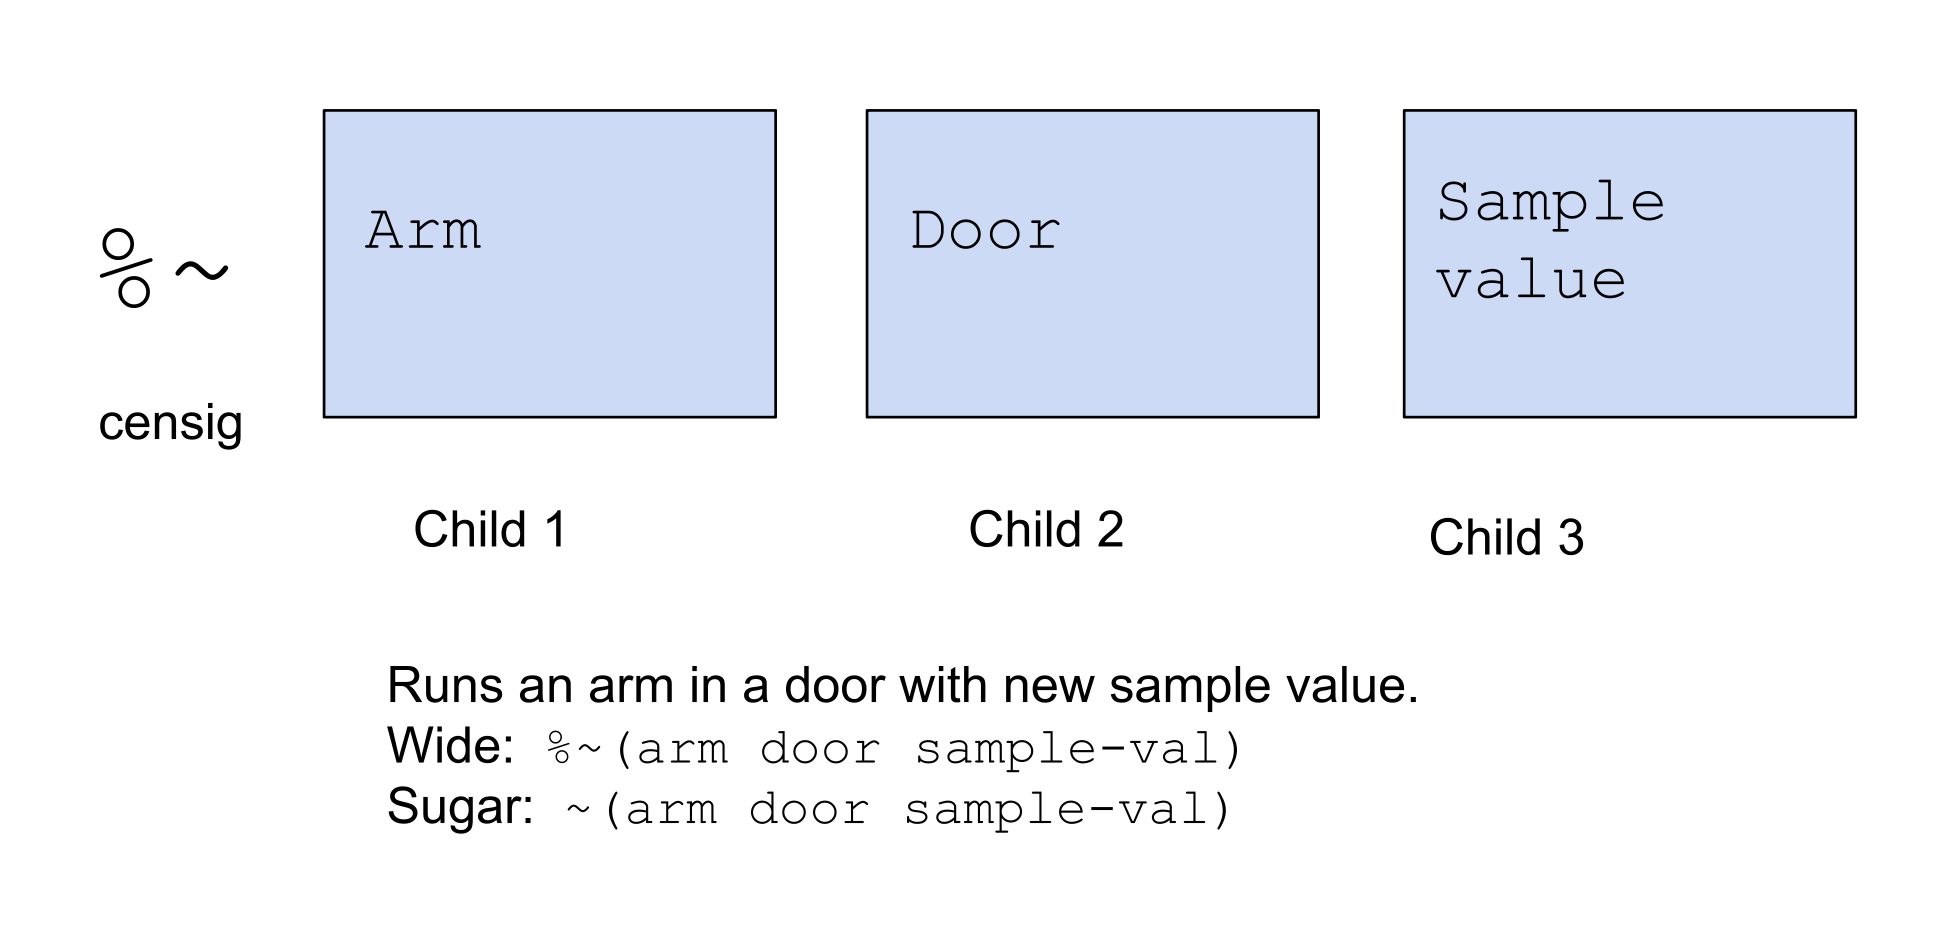 %~
censig
Arm
Door
Sample
value
Child 1
Child 2
Child 3
Runs an arm in a door with new sample value.
Wide: %~(arm door sample-val)
Sugar: ~(arm door sample-val)